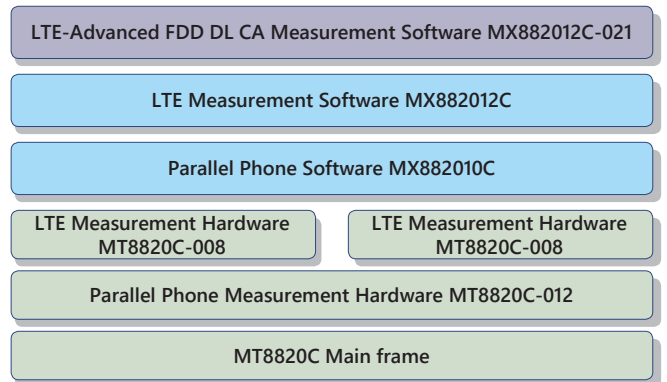 LTE-Advanced FDD DL CA Measurement Software MX882012C-021
LTE Measurement Software MX882012C
Parallel Phone Software MX882010C
LTE Measurement Hardware
MT8820C-008
LTE Measurement Hardware
MT8820C-008
Parallel Phone Measurement Hardware MT8820C-012
MT8820C Main frame